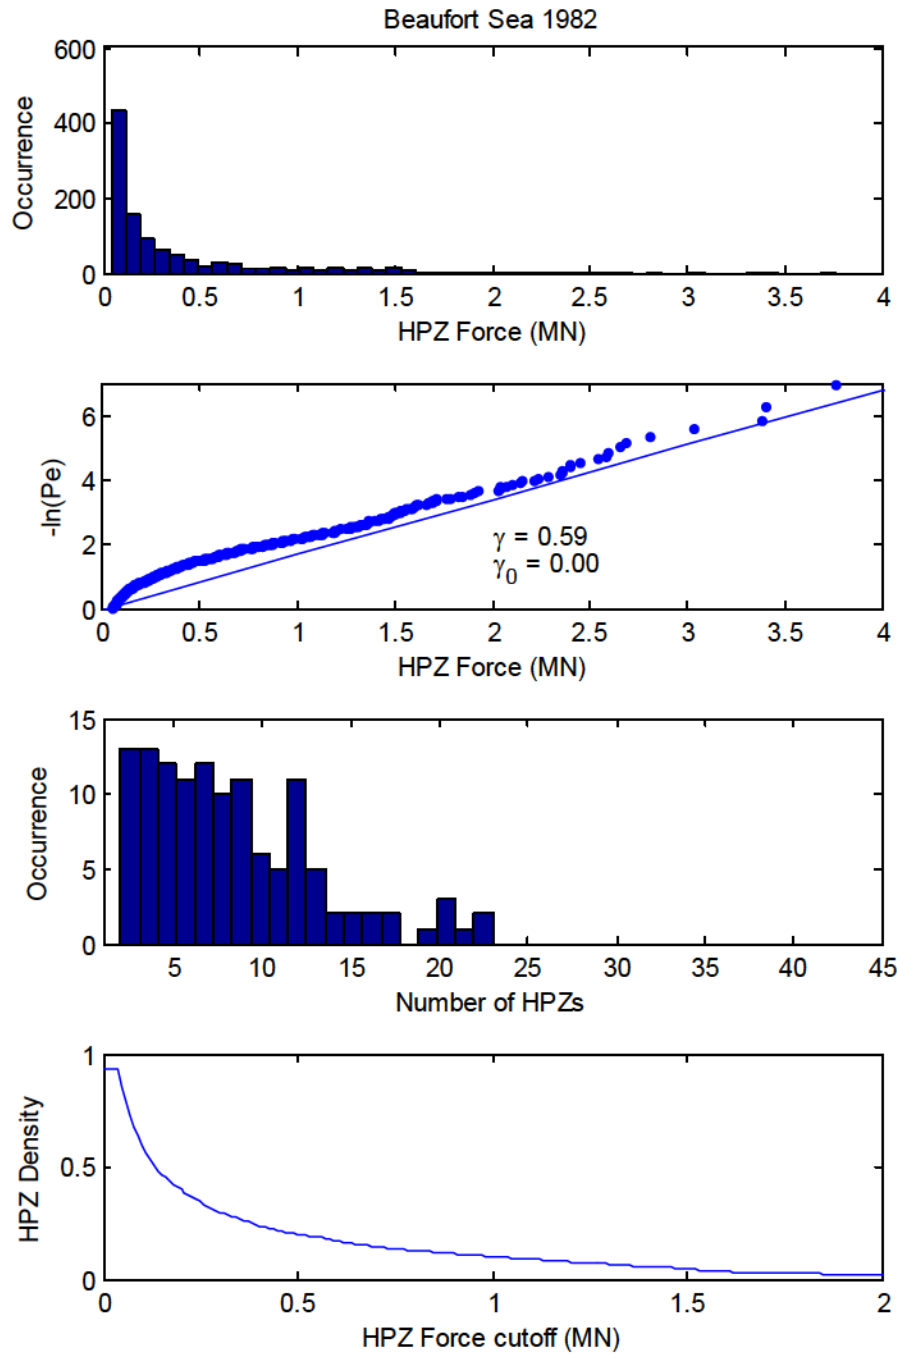 Beaufort Sea 1982
600
400
200
0
Occurrence
0 0.5 1 1.5 2 2.5 3 3.5 4
HPZ Force (MN)
6
4
2
0
-ln(Pe)
γ = 0.59
γ0 = 0.00
0 0.5 1 1.5 2 2.5 3 3.5 4
HPZ Force (MN)
15
10
5
0
Occurrence
5 10 15 20 25 30 35 40 45
Number of HPZs
1
0.5
0
HPZ Density
0 0.5 1 1.5 2
HPZ Force cutoff (MN)